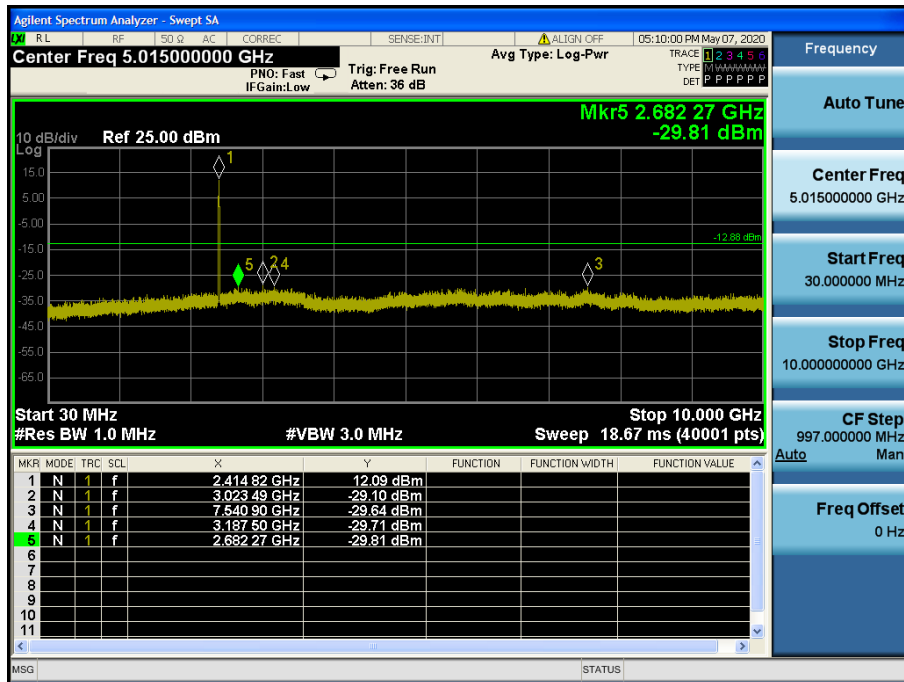 Agilent Spectrum Analyzer - Swept SA
LXI RL RF 50 Ω AC CORREC SENSE:INT ALIGN OFF 05:10:00 PM May 07, 2020
Center Freq 5.015000000 GHz
PNO: Fast
IFGain:Low
Trig: Free Run
Atten: 36 dB
Avg Type: Log-Pwr
TRACE 1 2 3 4 5 6
TYPE M W W W W W
DET P P P P P P
Mkr5 2.682 27 GHz
-29.81 dBm
10 dB/div Ref 25.00 dBm
Log
15.0
5.00
-5.00
-15.0
-25.0
-35.0
-45.0
-55.0
-65.0
1
-12.88 dBm
5 2 4 3
Start 30 MHz Stop 10.000 GHz
#Res BW 1.0 MHz #VBW 3.0 MHz Sweep 18.67 ms (40001 pts)
MKR MODE TRC SCL X Y FUNCTION FUNCTION WIDTH FUNCTION VALUE
1 N 1 f 2.414 82 GHz 12.09 dBm
2 N 1 f 3.023 49 GHz -29.10 dBm
3 N 1 f 7.540 90 GHz -29.64 dBm
4 N 1 f 3.187 50 GHz -29.71 dBm
5 N 1 f 2.682 27 GHz -29.81 dBm
6
7
8
9
10
11
MSG STATUS
Frequency
Auto Tune
Center Freq
5.015000000 GHz
Start Freq
30.000000 MHz
Stop Freq
10.000000000 GHz
CF Step
997.000000 MHz
Auto Man
Freq Offset
0 Hz